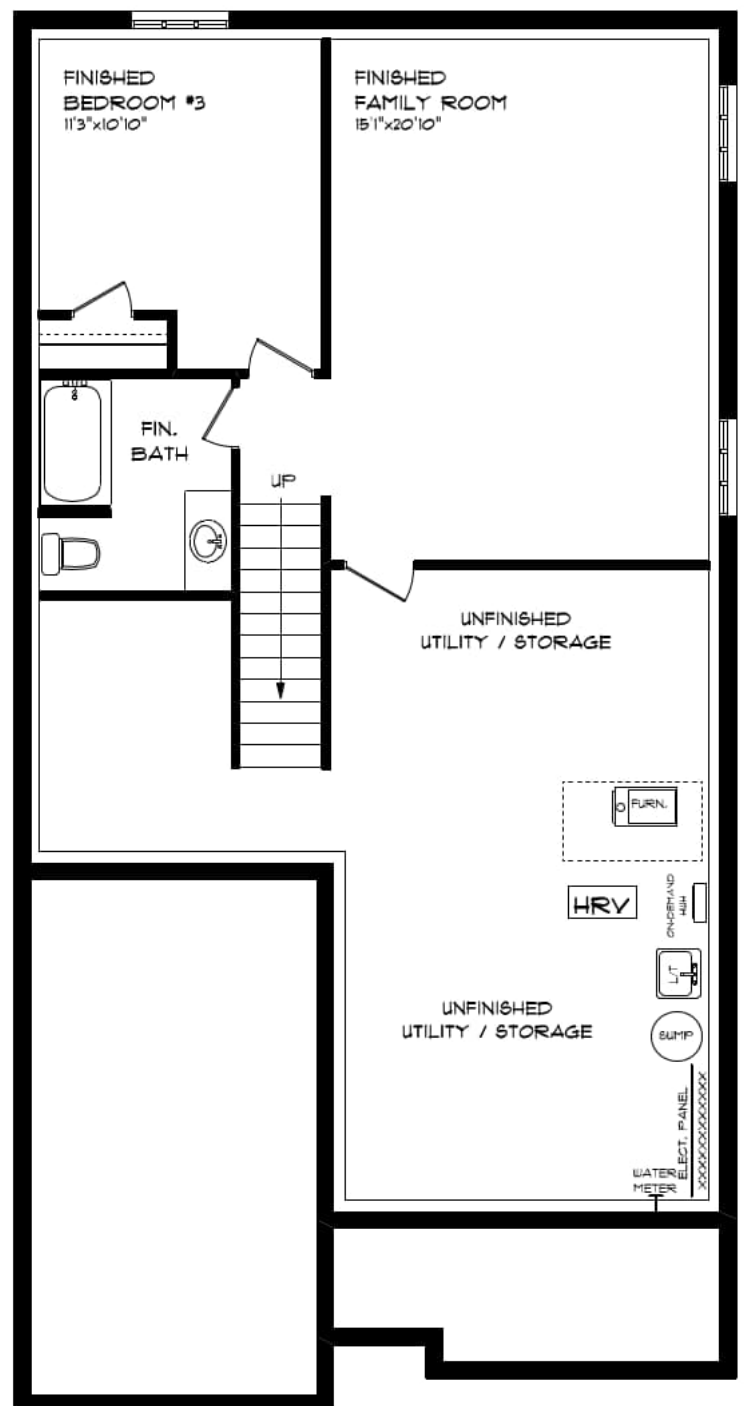 FINISHED
BEDROOM #3
11'3"x10'10"
FINISHED
FAMILY ROOM
15'1"x20'10"
FIN.
BATH
UP
UNFINISHED
UTILITY / STORAGE
FURN.
HRV
ON-DEMAND
HWH
L/T
UNFINISHED
UTILITY / STORAGE
SUMP
ELECT. PANEL
XXXXXXXXXXXXX
WATER
METER